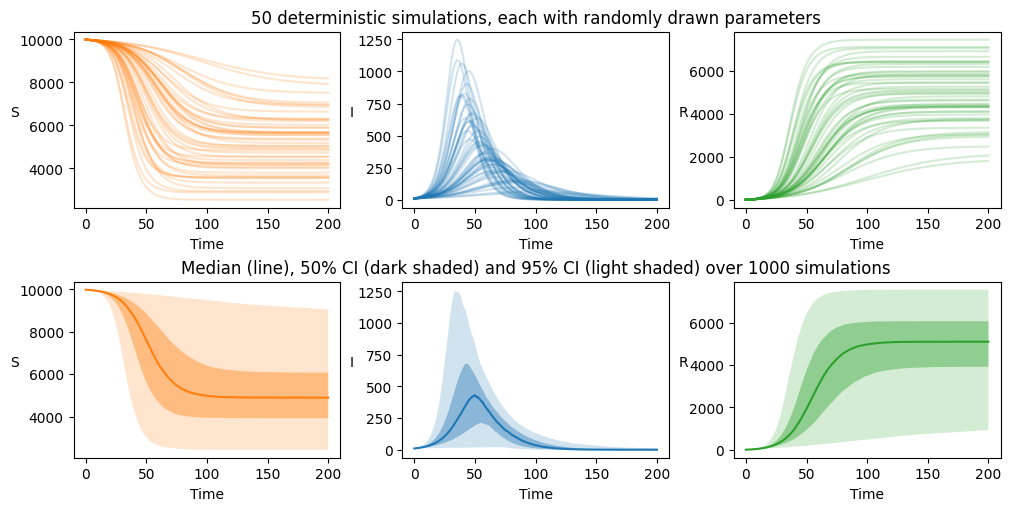 50 deterministic simulations, each with randomly drawn parameters
10000
8000
6000
4000
S
0 50 100 150 200
Time
1250
1000
750
500
250
0
I
0 50 100 150 200
Time
6000
4000
2000
0
R
0 50 100 150 200
Time
Median (line), 50% CI (dark shaded) and 95% CI (light shaded) over 1000 simulations
10000
8000
6000
4000
S
0 50 100 150 200
Time
1250
1000
750
500
250
0
I
0 50 100 150 200
Time
6000
4000
2000
0
R
0 50 100 150 200
Time